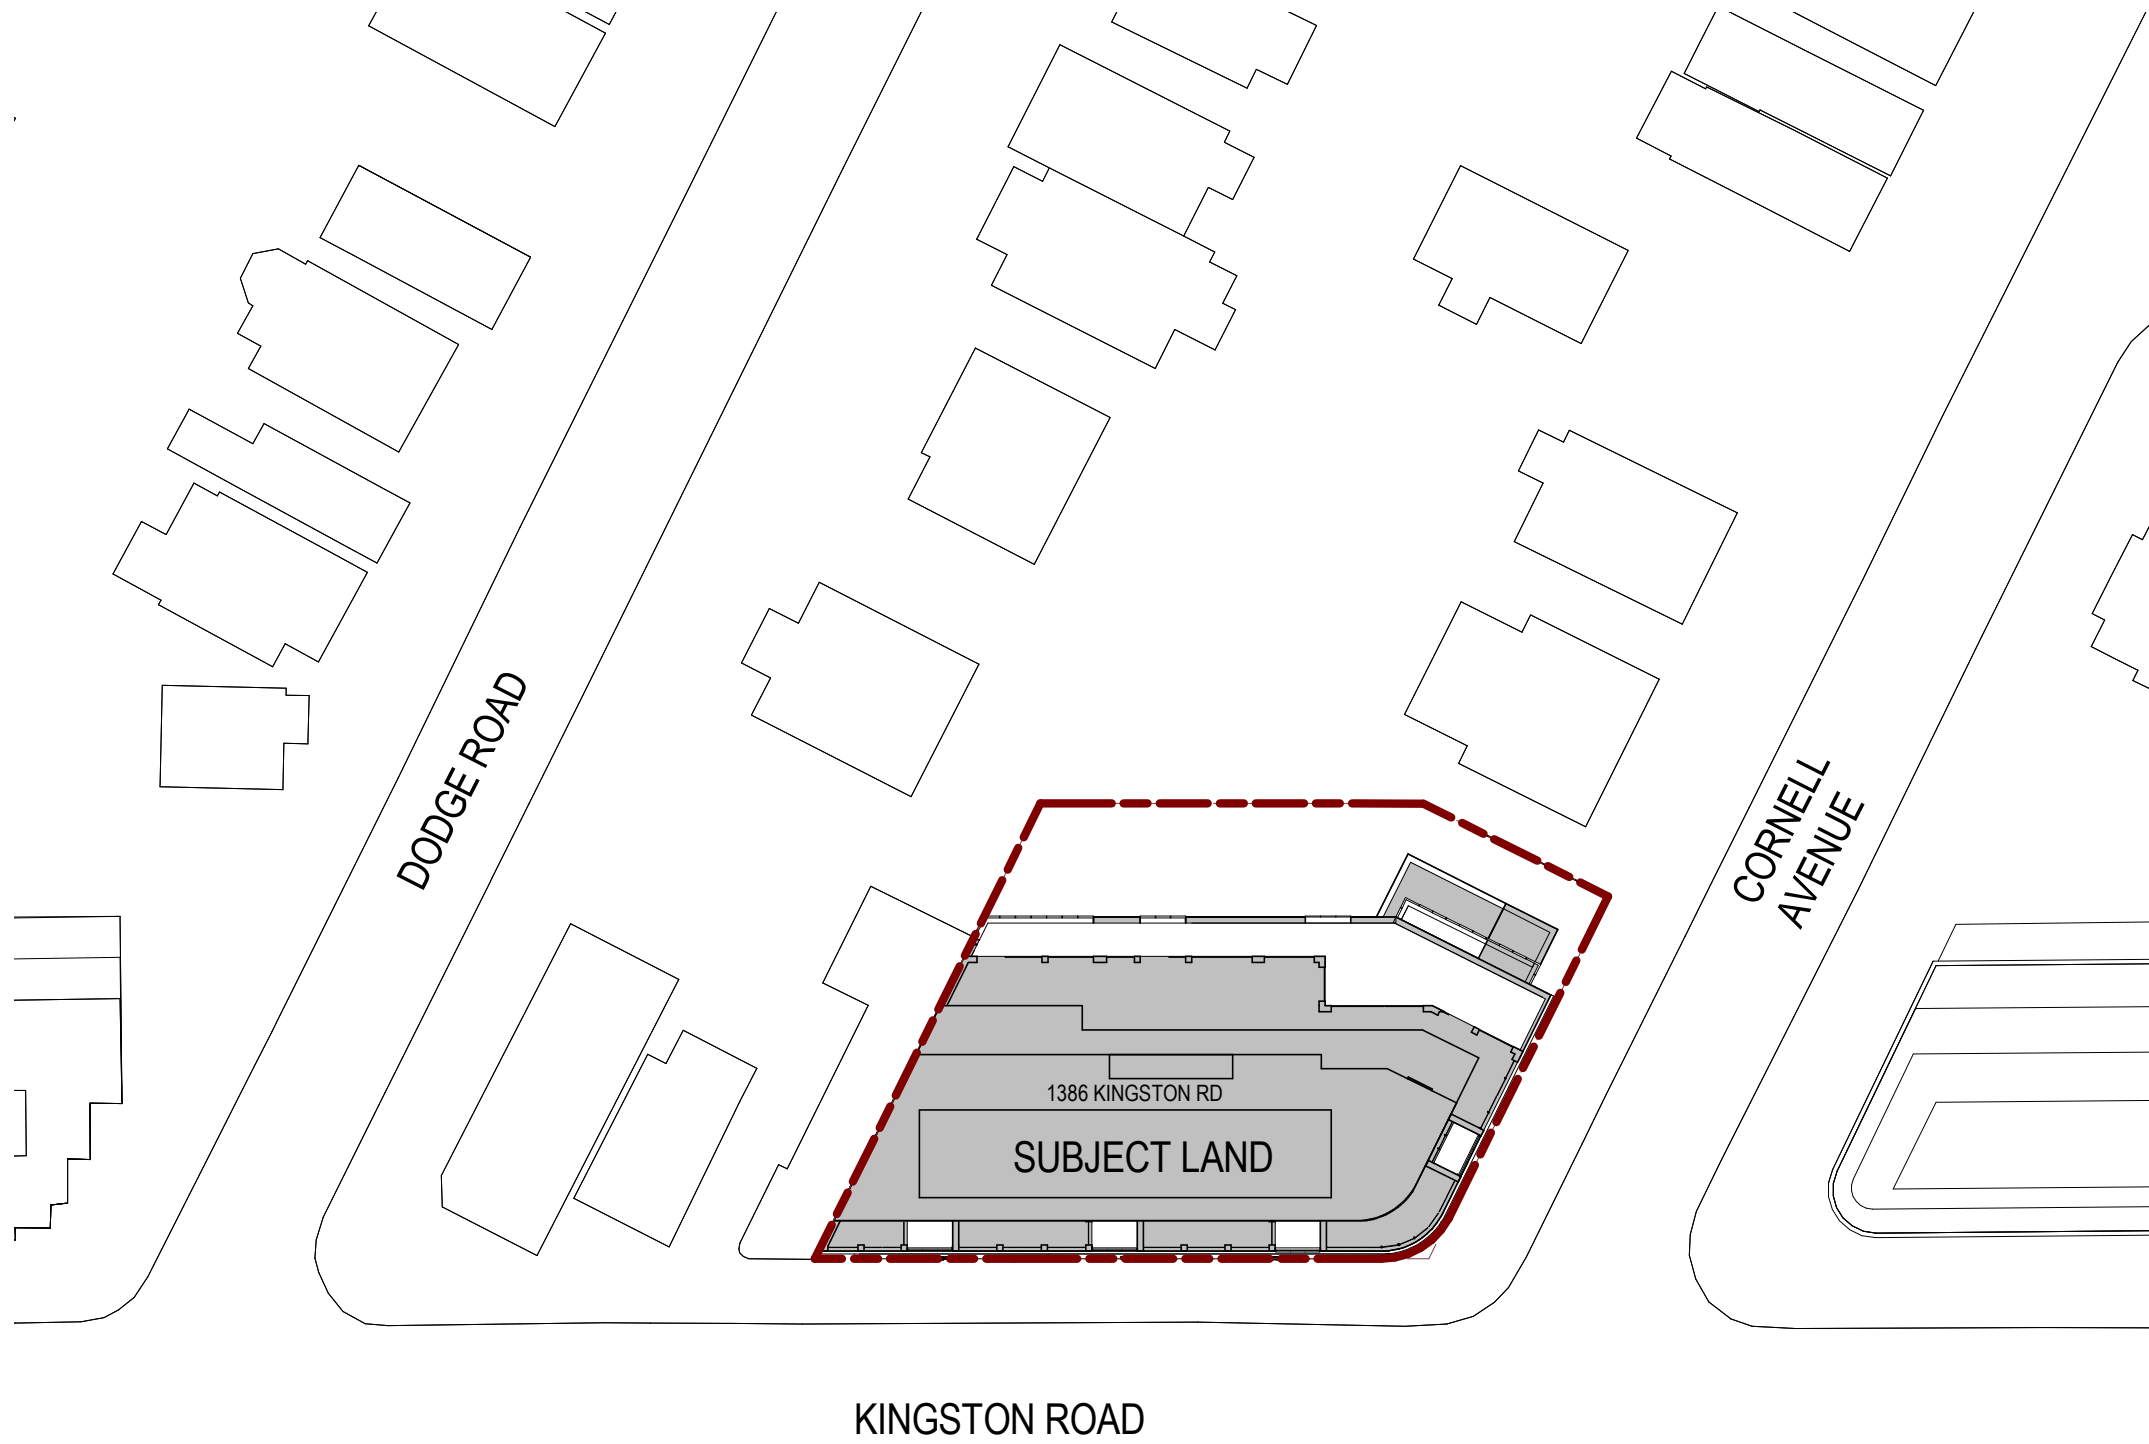 DODGE ROAD
CORNELL
AVENUE
1386 KINGSTON RD
SUBJECT LAND
KINGSTON ROAD